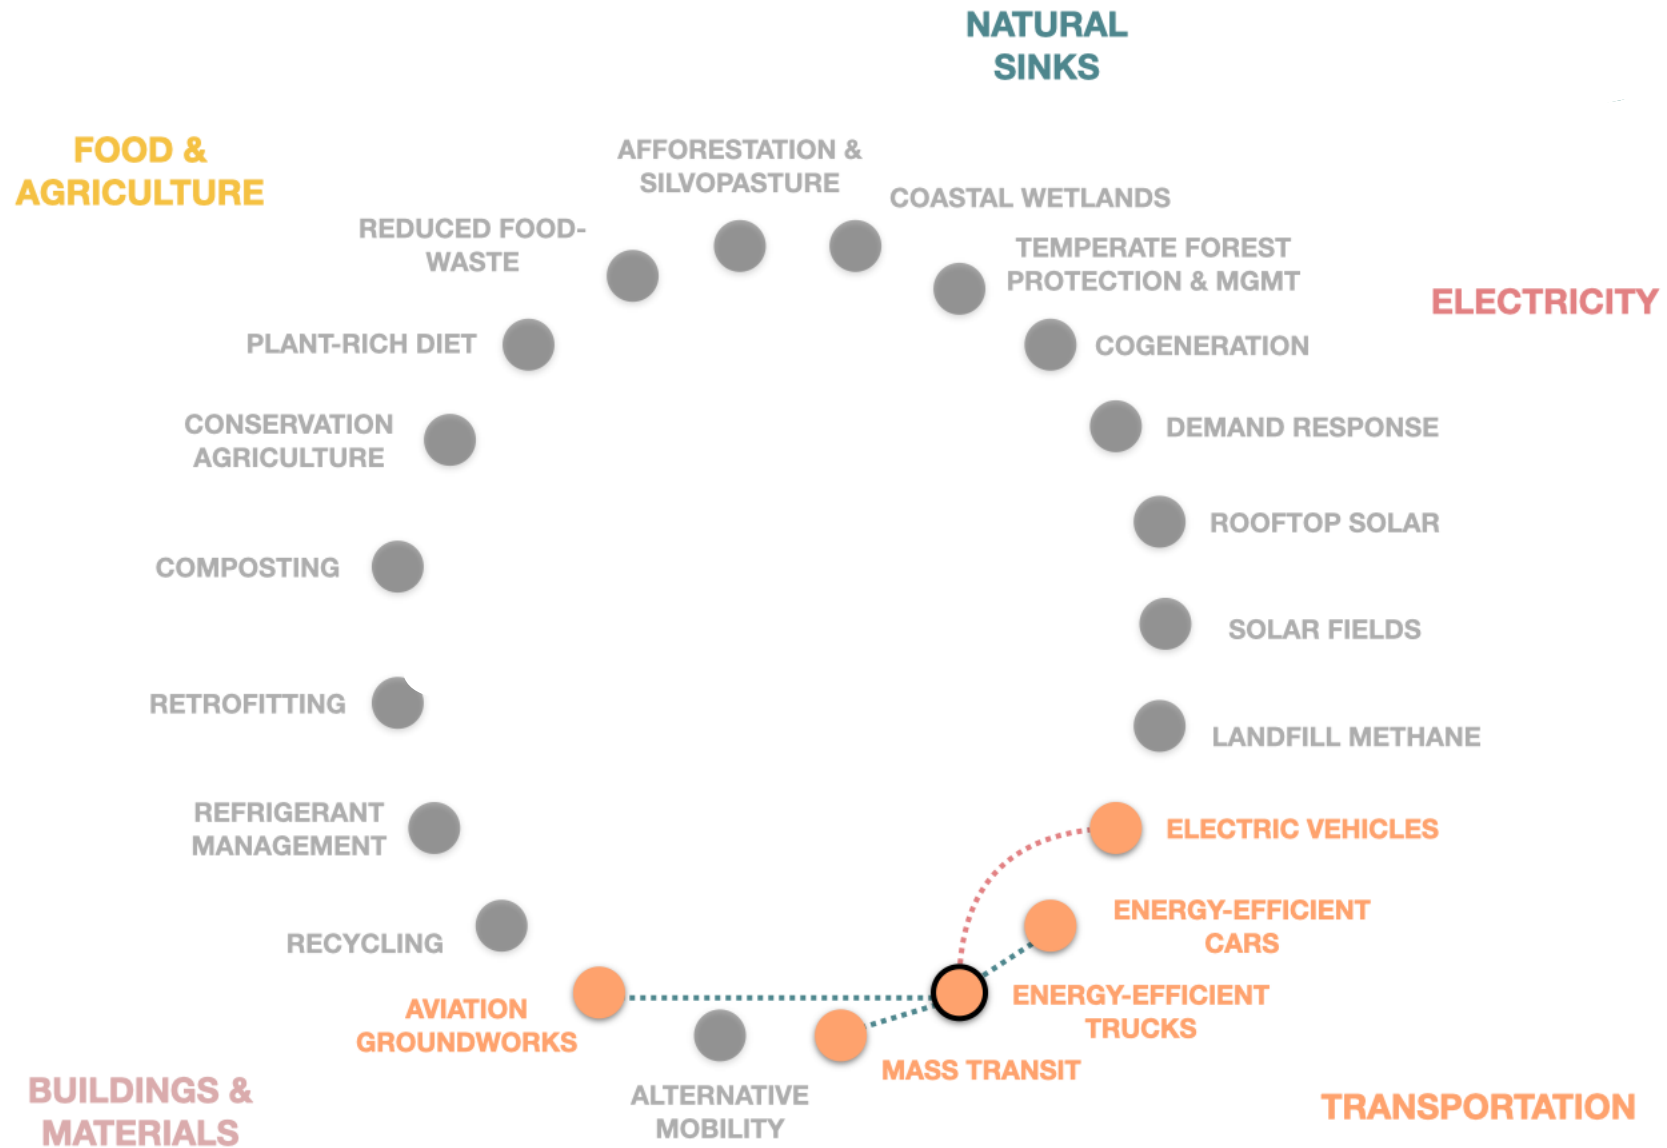 NATURAL
SINKS
FOOD &
AGRICULTURE
AFFORESTATION &
SILVOPASTURE
COASTAL WETLANDS
REDUCED FOOD-
WASTE
TEMPERATE FOREST
PROTECTION & MGMT
ELECTRICITY
PLANT-RICH DIET
COGENERATION
CONSERVATION
AGRICULTURE
DEMAND RESPONSE
ROOFTOP SOLAR
COMPOSTING
SOLAR FIELDS
RETROFITTING
LANDFILL METHANE
REFRIGERANT
MANAGEMENT
ELECTRIC VEHICLES
ENERGY-EFFICIENT
CARS
RECYCLING
AVIATION
GROUNDWORKS
ENERGY-EFFICIENT
TRUCKS
MASS TRANSIT
ALTERNATIVE
MOBILITY
BUILDINGS &
MATERIALS
TRANSPORTATION